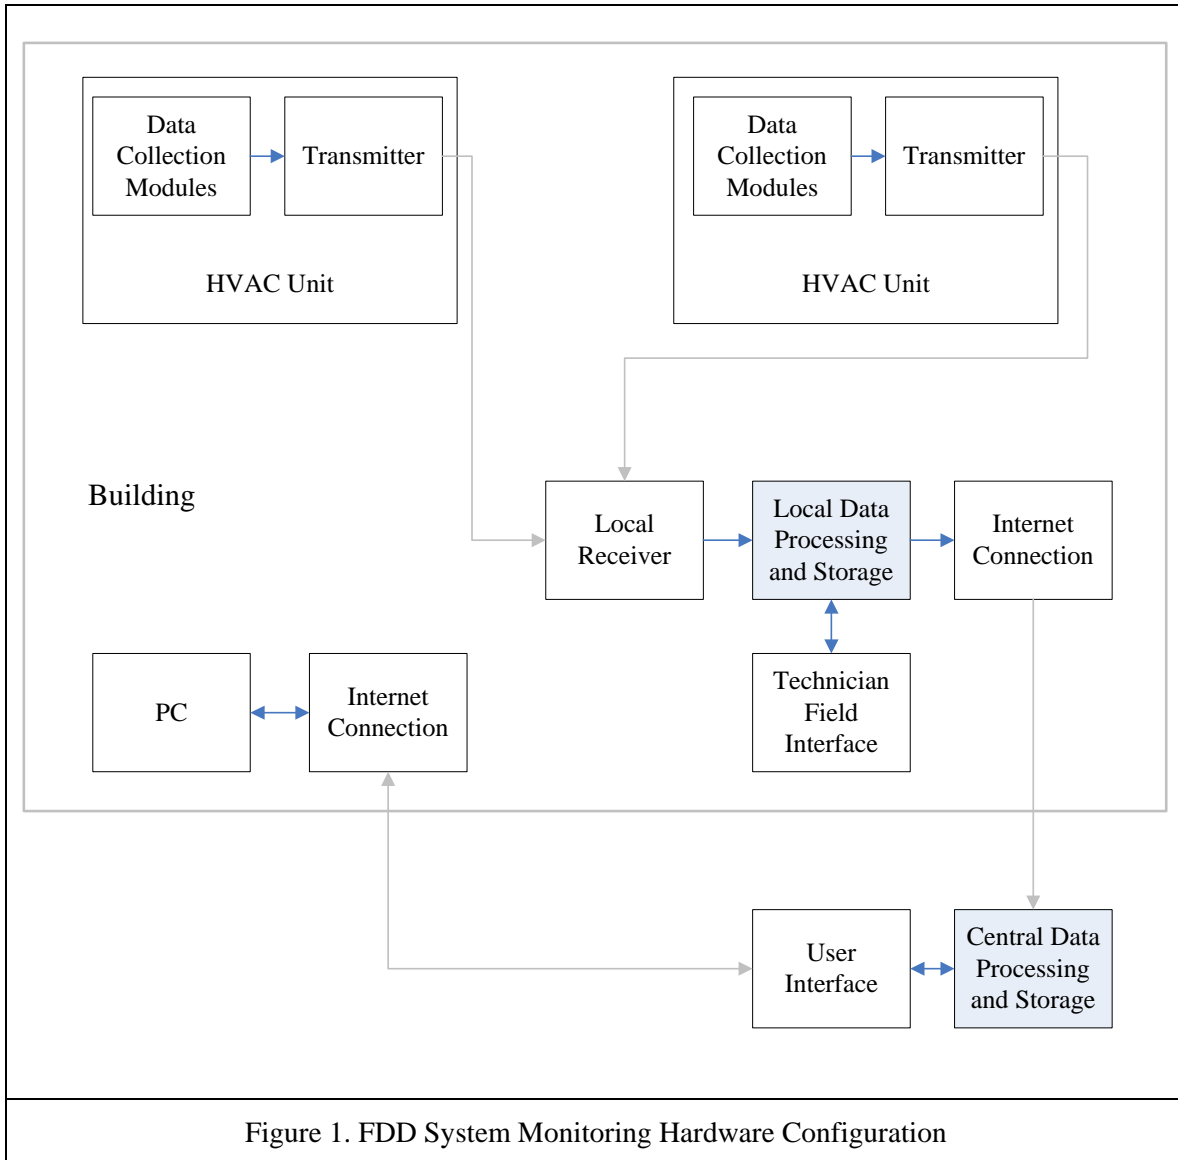 Data
Collection
Modules
Transmitter
HVAC Unit
Data
Collection
Modules
Transmitter
HVAC Unit
Building
Local
Receiver
Local Data
Processing
and Storage
Internet
Connection
PC
Internet
Connection
Technician
Field
Interface
User
Interface
Central Data
Processing
and Storage
Figure 1. FDD System Monitoring Hardware Configuration